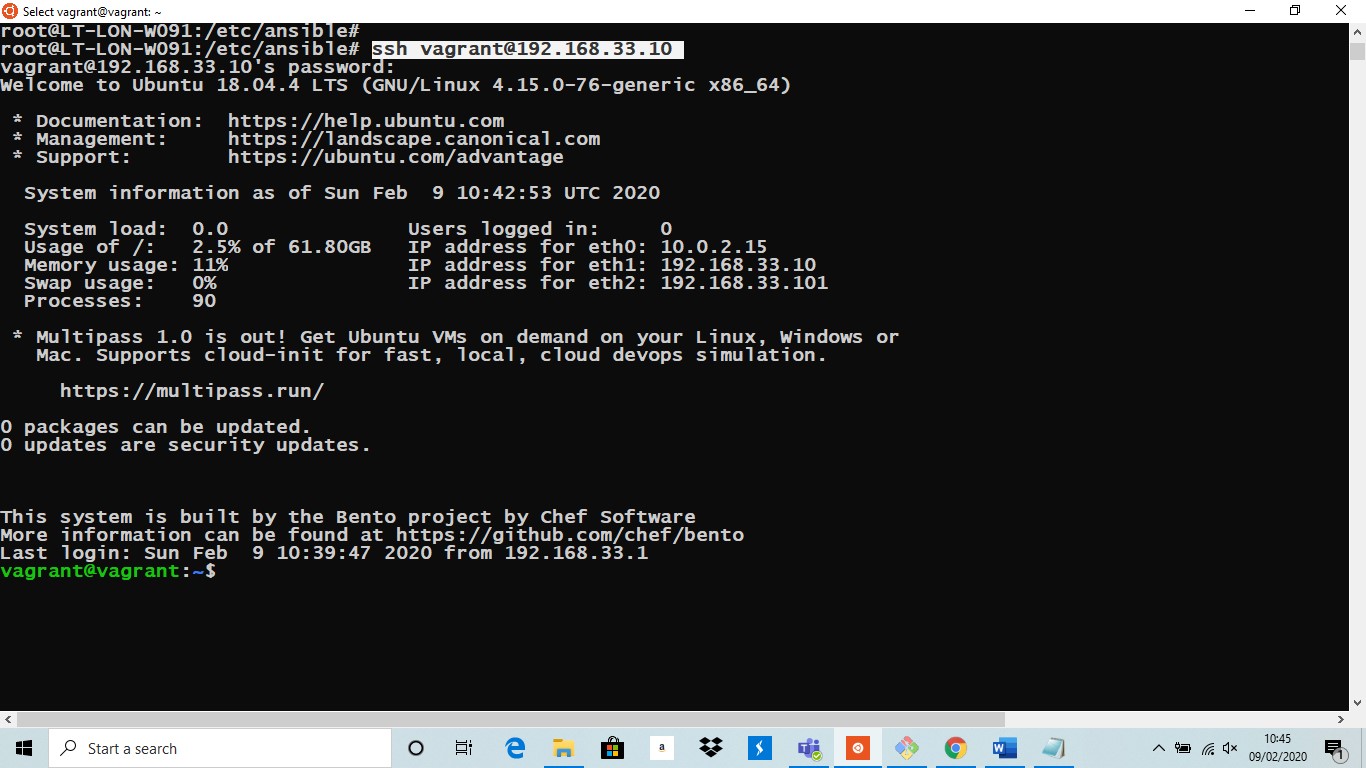 Select vagrant@vagrant: ~
root@LT-LON-W091:/etc/ansible#
root@LT-LON-W091:/etc/ansible# ssh vagrant@192.168.33.10
vagrant@192.168.33.10's password:
Welcome to Ubuntu 18.04.4 LTS (GNU/Linux 4.15.0-76-generic x86_64)
* Documentation:  https://help.ubuntu.com
* Management:     https://landscape.canonical.com
* Support:        https://ubuntu.com/advantage
System information as of Sun Feb  9 10:42:53 UTC 2020
System load:  0.0               Users logged in:     0
Usage of /:   2.5% of 61.80GB   IP address for eth0: 10.0.2.15
Memory usage: 11%               IP address for eth1: 192.168.33.10
Swap usage:   0%                IP address for eth2: 192.168.33.101
Processes:    90
* Multipass 1.0 is out! Get Ubuntu VMs on demand on your Linux, Windows or
Mac. Supports cloud-init for fast, local, cloud devops simulation.
https://multipass.run/
0 packages can be updated.
0 updates are security updates.
This system is built by the Bento project by Chef Software
More information can be found at https://github.com/chef/bento
Last login: Sun Feb  9 10:39:47 2020 from 192.168.33.1
vagrant@vagrant:~$
Start a search
a
W
10:45
09/02/2020
1